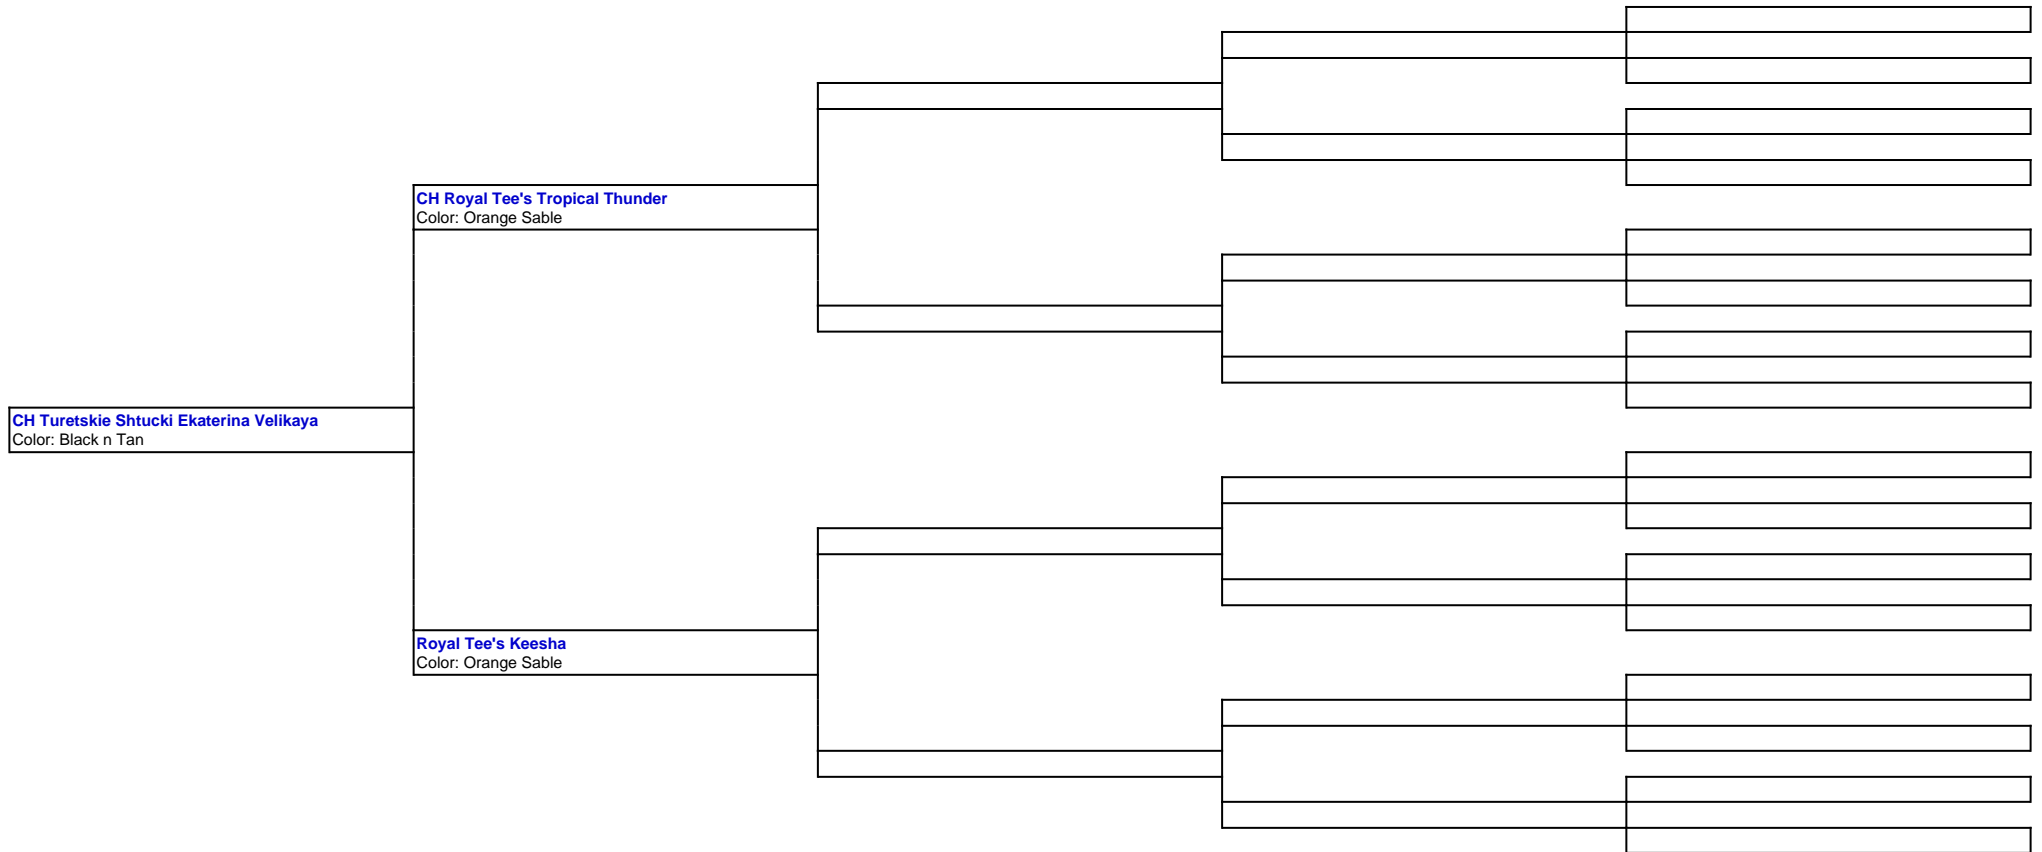 CH Royal Tee's Tropical Thunder
Color: Orange Sable
CH Turetskie Shtucki Ekaterina Velikaya
Color: Black n Tan
Royal Tee's Keesha
Color: Orange Sable